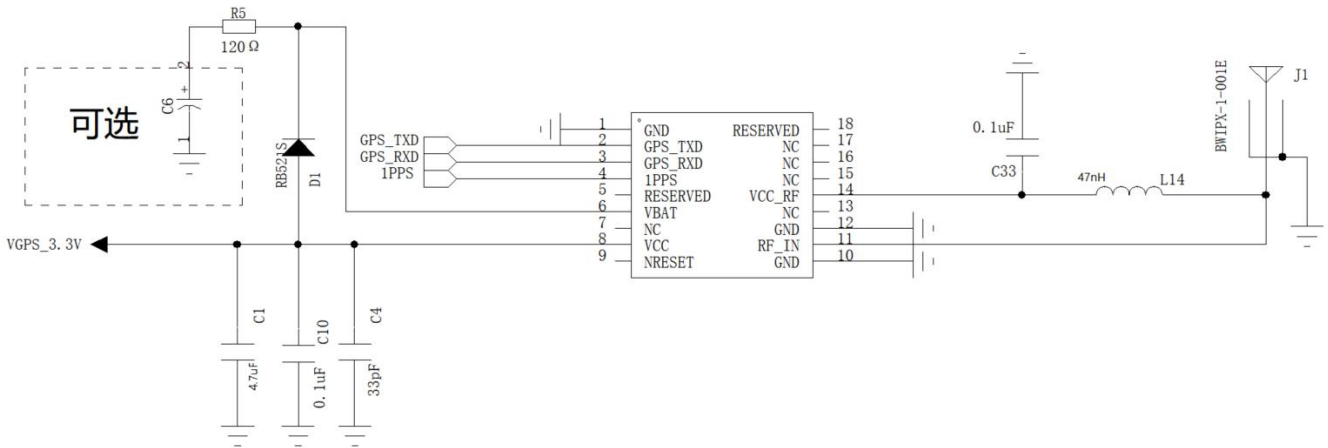 R5
120Ω
可选
C6
+
2
1
RB521S
D1
GPS_TXD
GPS_RXD
1PPS
VGPS_3.3V
C1
4.7uF
C10
0.1uF
C4
33pF
1 GND
2 GPS_TXD
3 GPS_RXD
4 1PPS
5 RESERVED
6 VBAT
7 NC
8 VCC
9 NRESET
RESERVED 18
NC 17
NC 16
NC 15
VCC_RF 14
NC 13
GND 12
RF_IN 11
GND 10
0.1uF
C33
47nH
L14
BWIPX-1-001E
J1